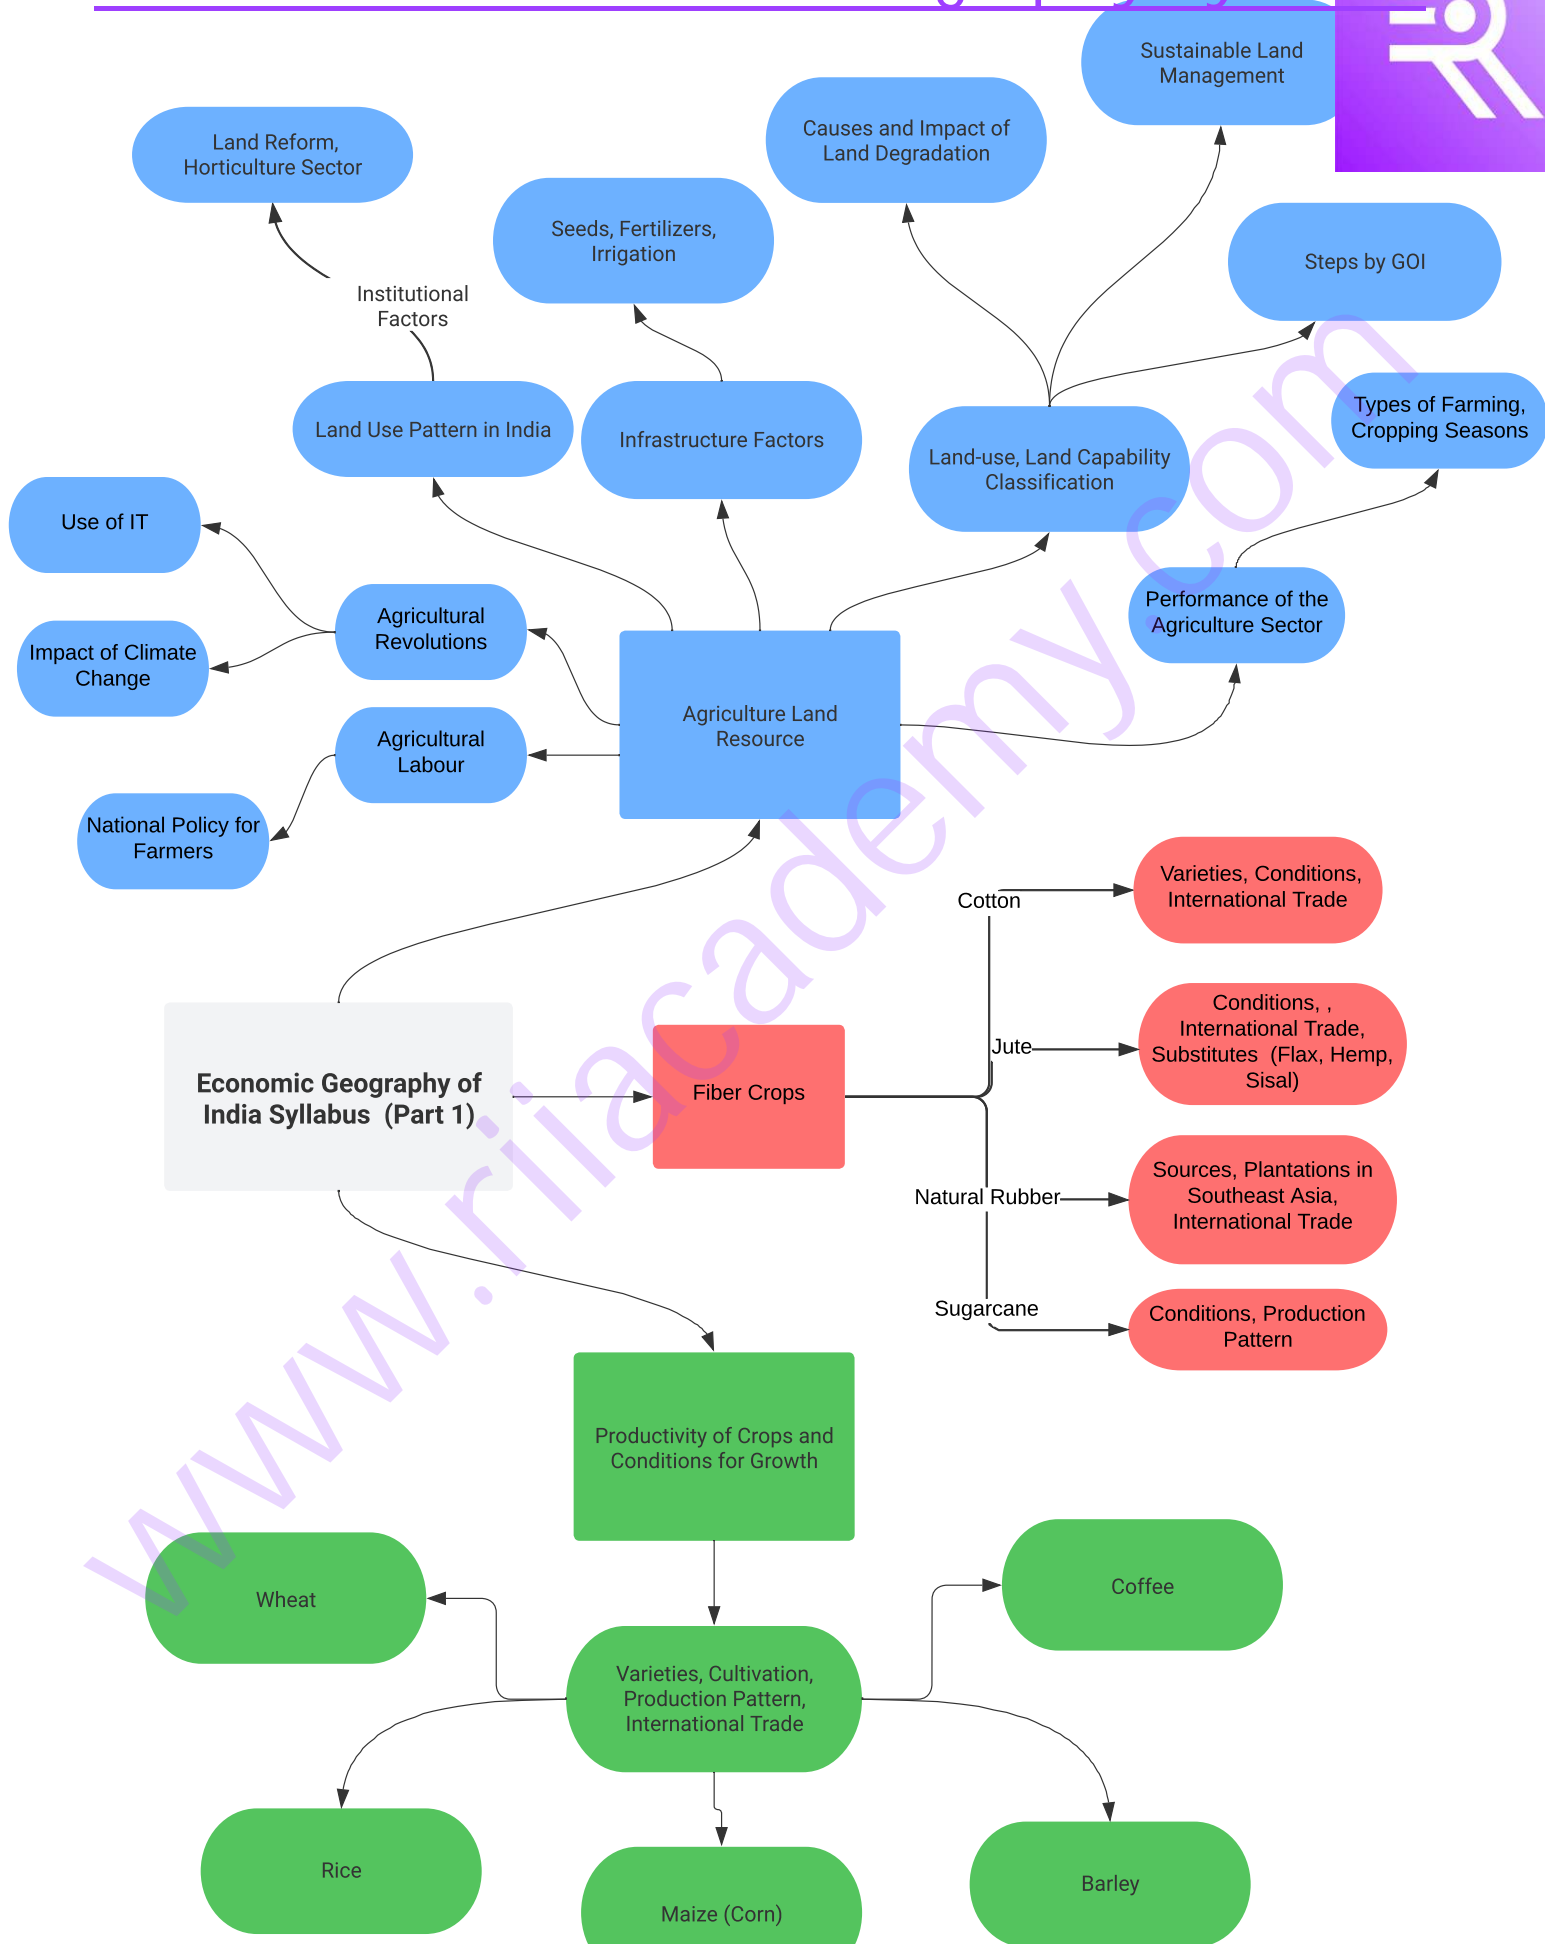 Sustainable Land
Management
Causes and Impact of
Land Degradation
Land Reform,
Horticulture Sector
Seeds, Fertilizers,
Irrigation
Steps by GOI
Institutional
Factors
Types of Farming,
Cropping Seasons
Land Use Pattern in India
Infrastructure Factors
Land-use, Land Capability
Classification
Use of IT
Agricultural
Revolutions
Performance of the
Agriculture Sector
Impact of Climate
Change
Agriculture Land
Resource
Agricultural
Labour
National Policy for
Farmers
Cotton
Varieties, Conditions,
International Trade
Jute
Conditions, ,
International Trade,
Substitutes  (Flax, Hemp,
Sisal)
Economic Geography of
India Syllabus  (Part 1)
Fiber Crops
Natural Rubber
Sources, Plantations in
Southeast Asia,
International Trade
Sugarcane
Conditions, Production
Pattern
Productivity of Crops and
Conditions for Growth
Wheat
Coffee
Varieties, Cultivation,
Production Pattern,
International Trade
Rice
Maize (Corn)
Barley
www.rijiacademy.com